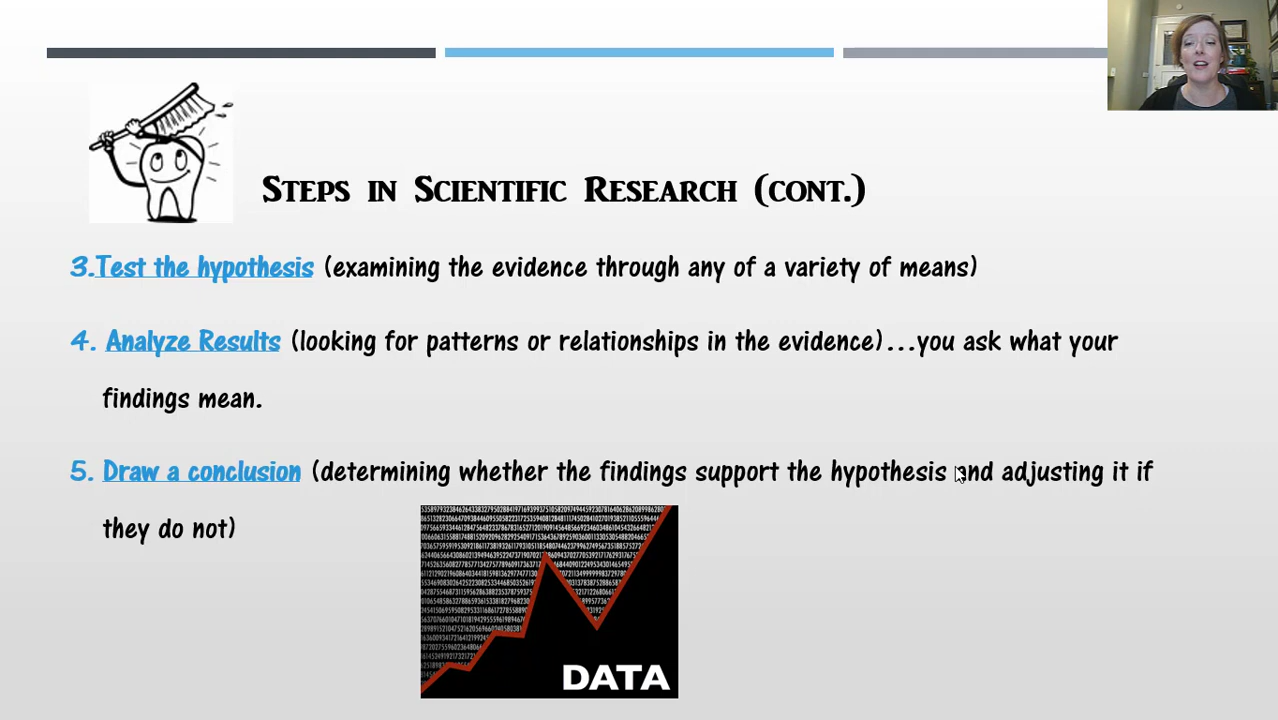 Steps in Scientific Research (cont.)
3.Test the hypothesis (examining the evidence through any of a variety of means)
4. Analyze Results (looking for patterns or relationships in the evidence)...you ask what your
findings mean.
5. Draw a conclusion (determining whether the findings support the hypothesis and adjusting it if
they do not)
DATA